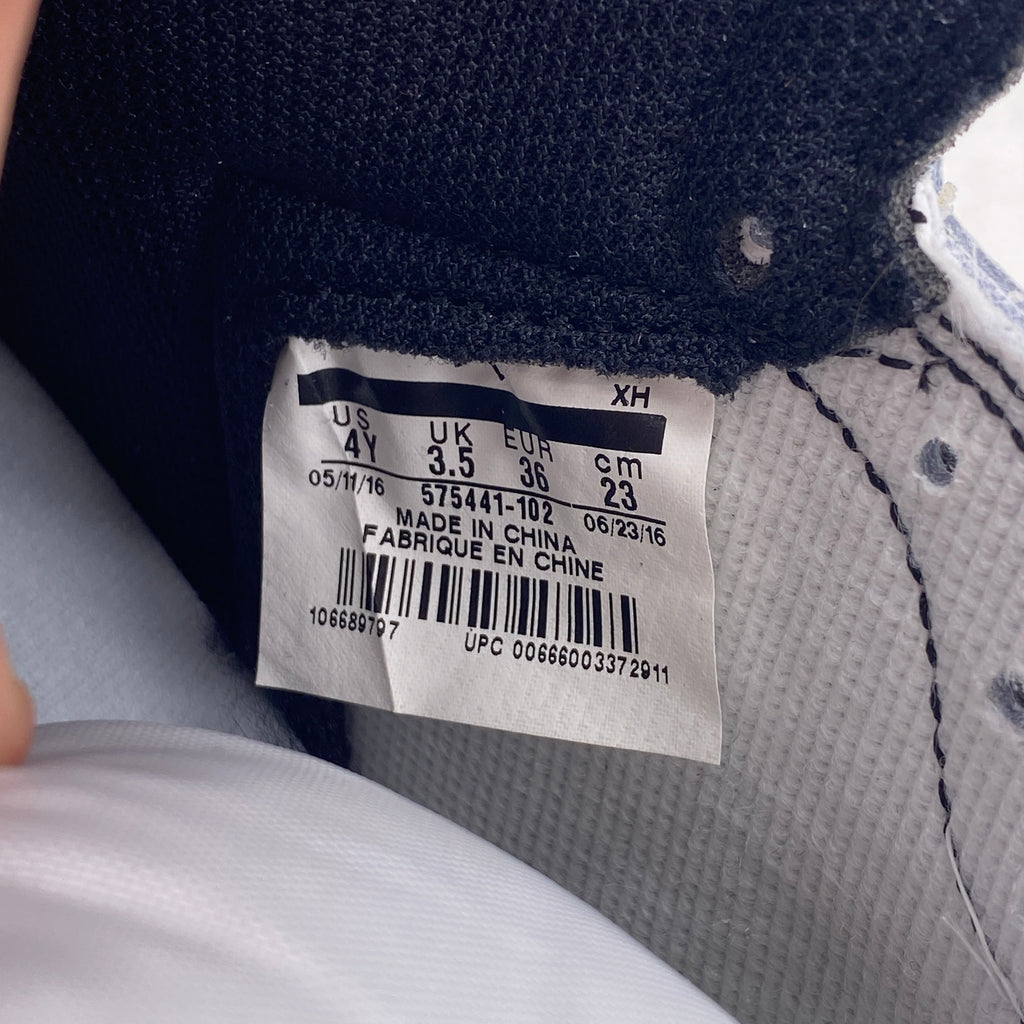 XH
US UK EUR cm
4Y 3.5 36 23
05/11/16 575441-102 06/23/16
MADE IN CHINA
FABRIQUE EN CHINE
106689797 UPC 00666003372911